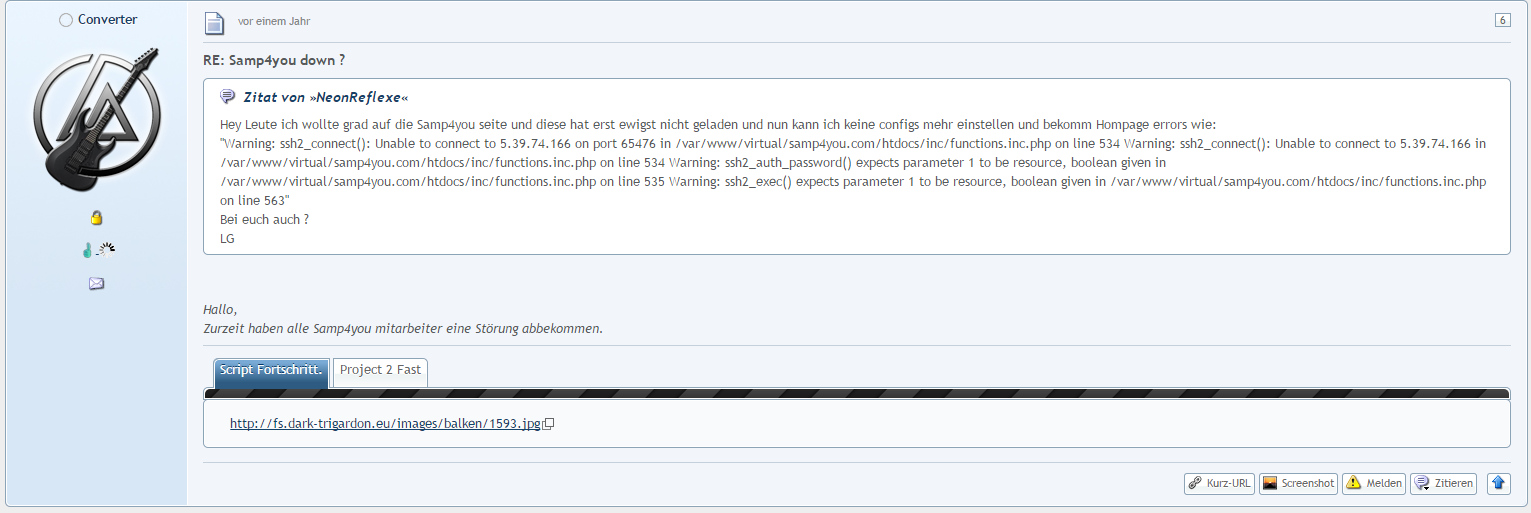 Converter
vor einem Jahr
6
RE: Samp4you down ?
Zitat von »NeonReflexe«
Hey Leute ich wollte grad auf die Samp4you seite und diese hat erst ewigst nicht geladen und nun kann ich keine configs mehr einstellen und bekomm Hompage errors wie:
"Warning: ssh2_connect(): Unable to connect to 5.39.74.166 on port 65476 in /var/www/virtual/samp4you.com/htdocs/inc/functions.inc.php on line 534 Warning: ssh2_connect(): Unable to connect to 5.39.74.166 in
/var/www/virtual/samp4you.com/htdocs/inc/functions.inc.php on line 534 Warning: ssh2_auth_password() expects parameter 1 to be resource, boolean given in
/var/www/virtual/samp4you.com/htdocs/inc/functions.inc.php on line 535 Warning: ssh2_exec() expects parameter 1 to be resource, boolean given in /var/www/virtual/samp4you.com/htdocs/inc/functions.inc.php
on line 563"
Bei euch auch ?
LG
Hallo,
Zurzeit haben alle Samp4you mitarbeiter eine Störung abbekommen.
Script Fortschritt.
Project 2 Fast
http://fs.dark-trigardon.eu/images/balken/1593.jpg
Kurz-URL
Screenshot
Melden
Zitieren